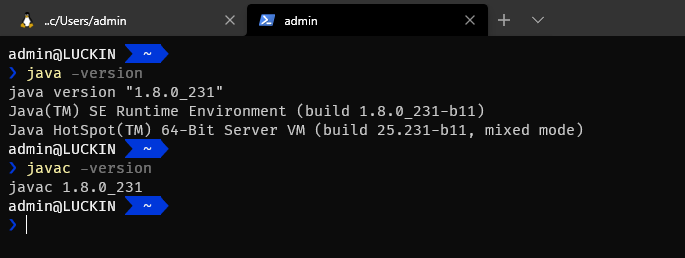 ..c/Users/admin
admin
admin@LUCKIN ~
❯ java -version
java version "1.8.0_231"
Java(TM) SE Runtime Environment (build 1.8.0_231-b11)
Java HotSpot(TM) 64-Bit Server VM (build 25.231-b11, mixed mode)
admin@LUCKIN ~
❯ javac -version
javac 1.8.0_231
admin@LUCKIN ~
❯